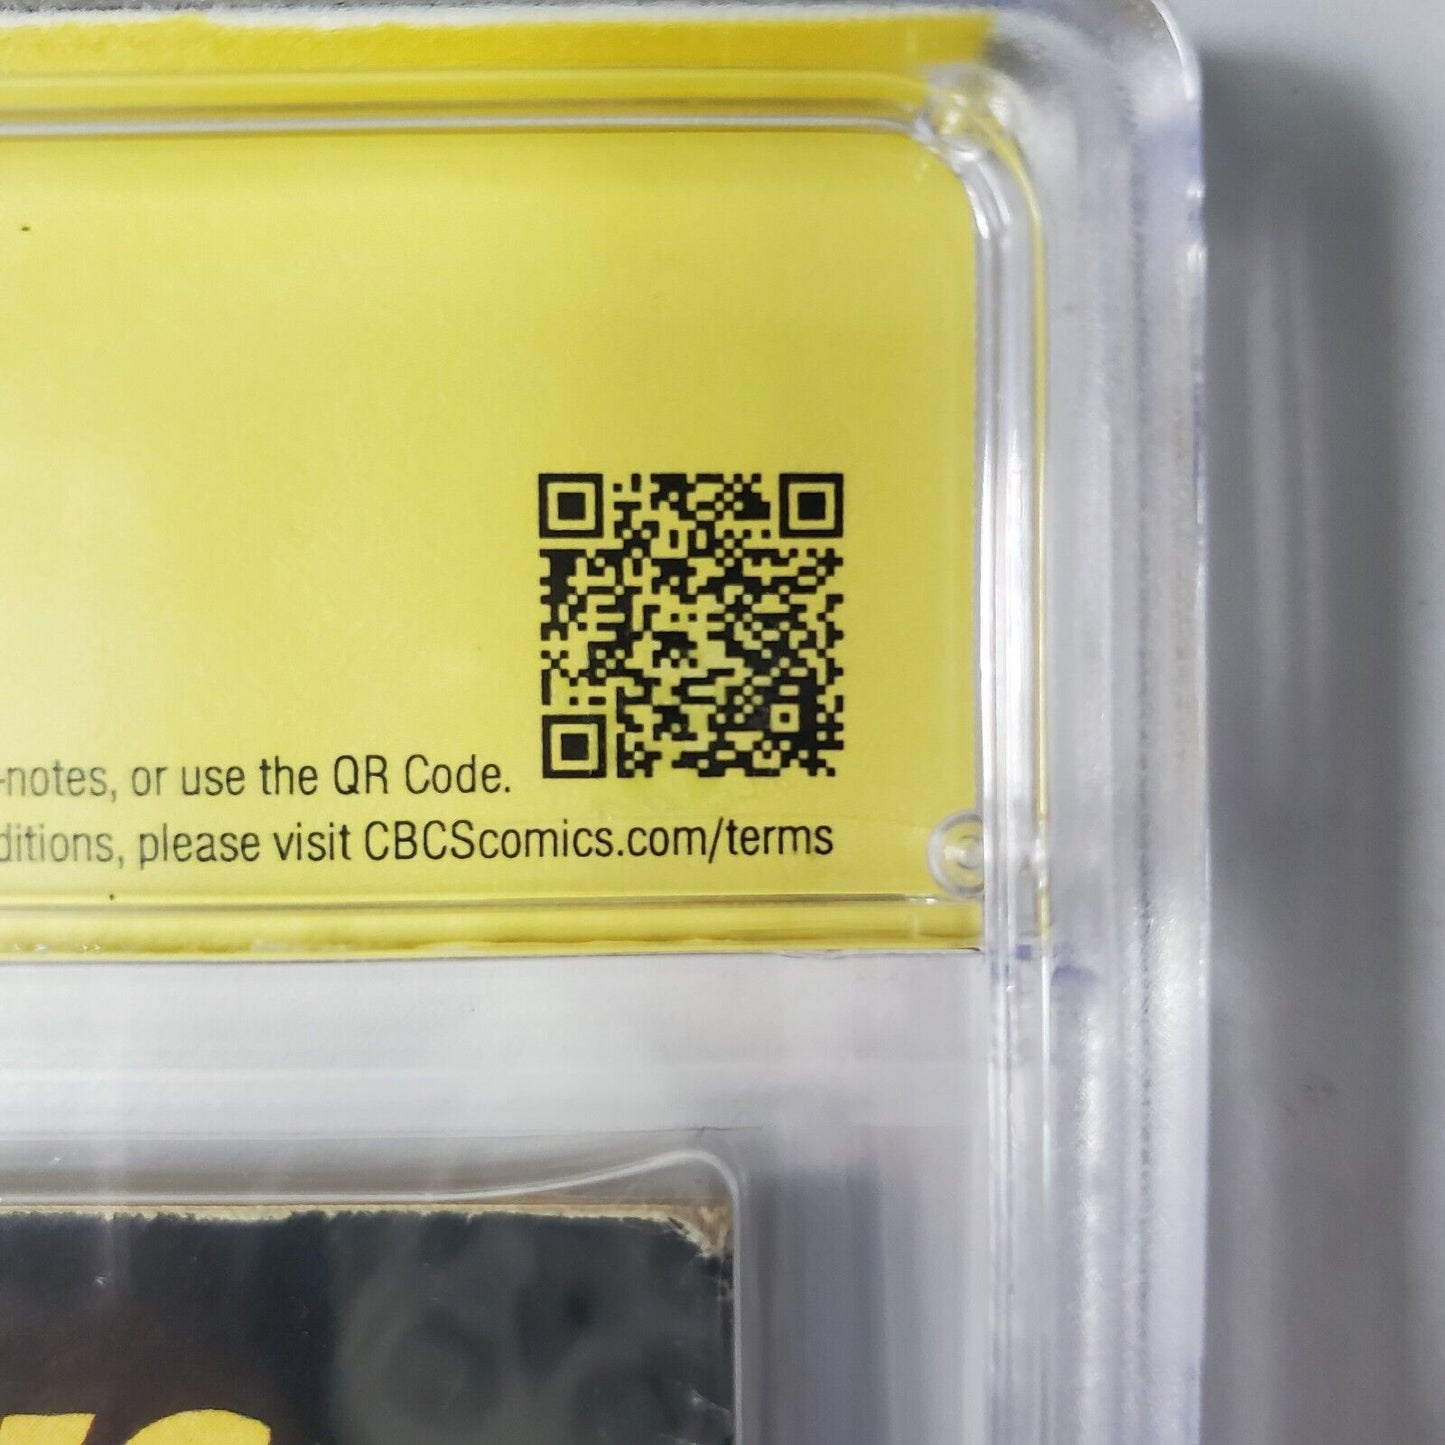 -notes, or use the QR Code.
ditions, please visit CBCScomics.com/terms